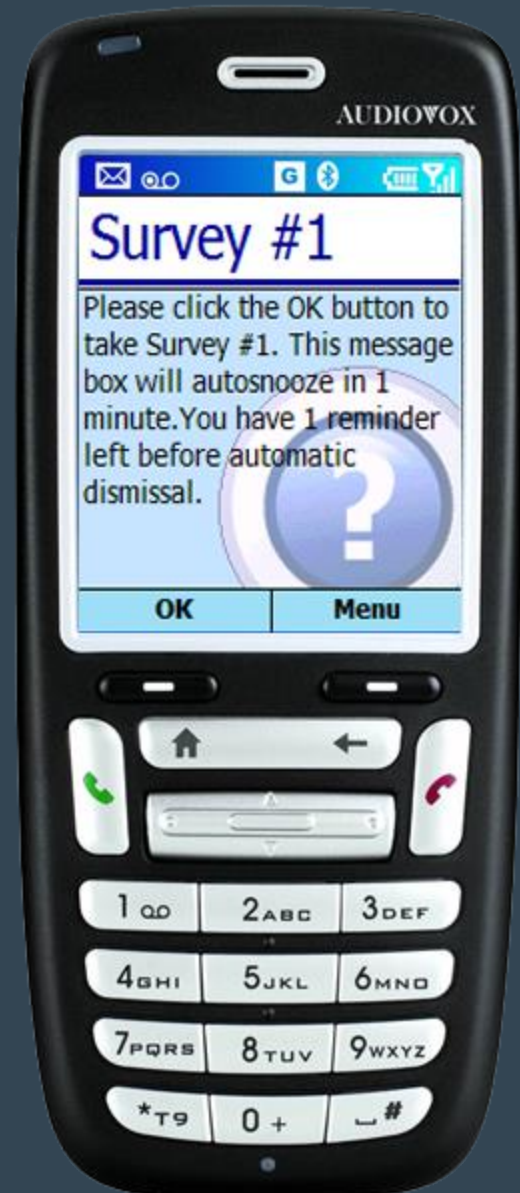 AUDIOVOX
G
Survey #1
Please click the OK button to
take Survey #1. This message
box will autosnooze in 1
minute.You have 1 reminder
left before automatic
dismissal.
?
OK Menu
1 2ABC 3DEF
4GHI 5JKL 6MNO
7PQRS 8TUV 9WXYZ
*T9 0+ #